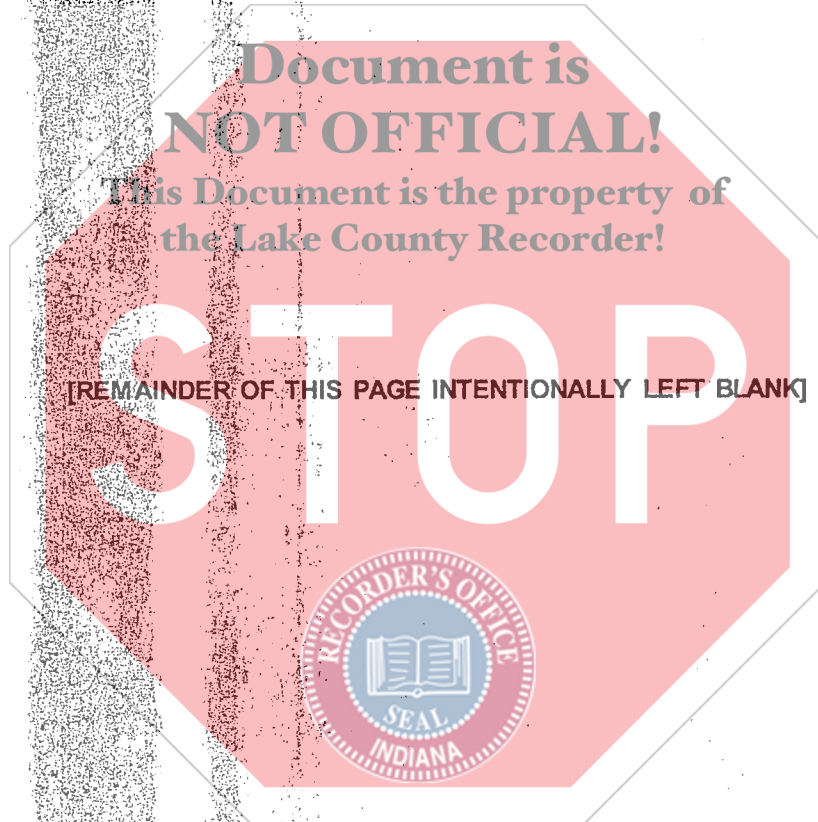 Document is
NOT OFFICIAL!
This Document is the property of
the Lake County Recorder!
STOP
[REMAINDER OF THIS PAGE INTENTIONALLY LEFT BLANK]
RECORDER'S OFFICE
SEAL
INDIANA